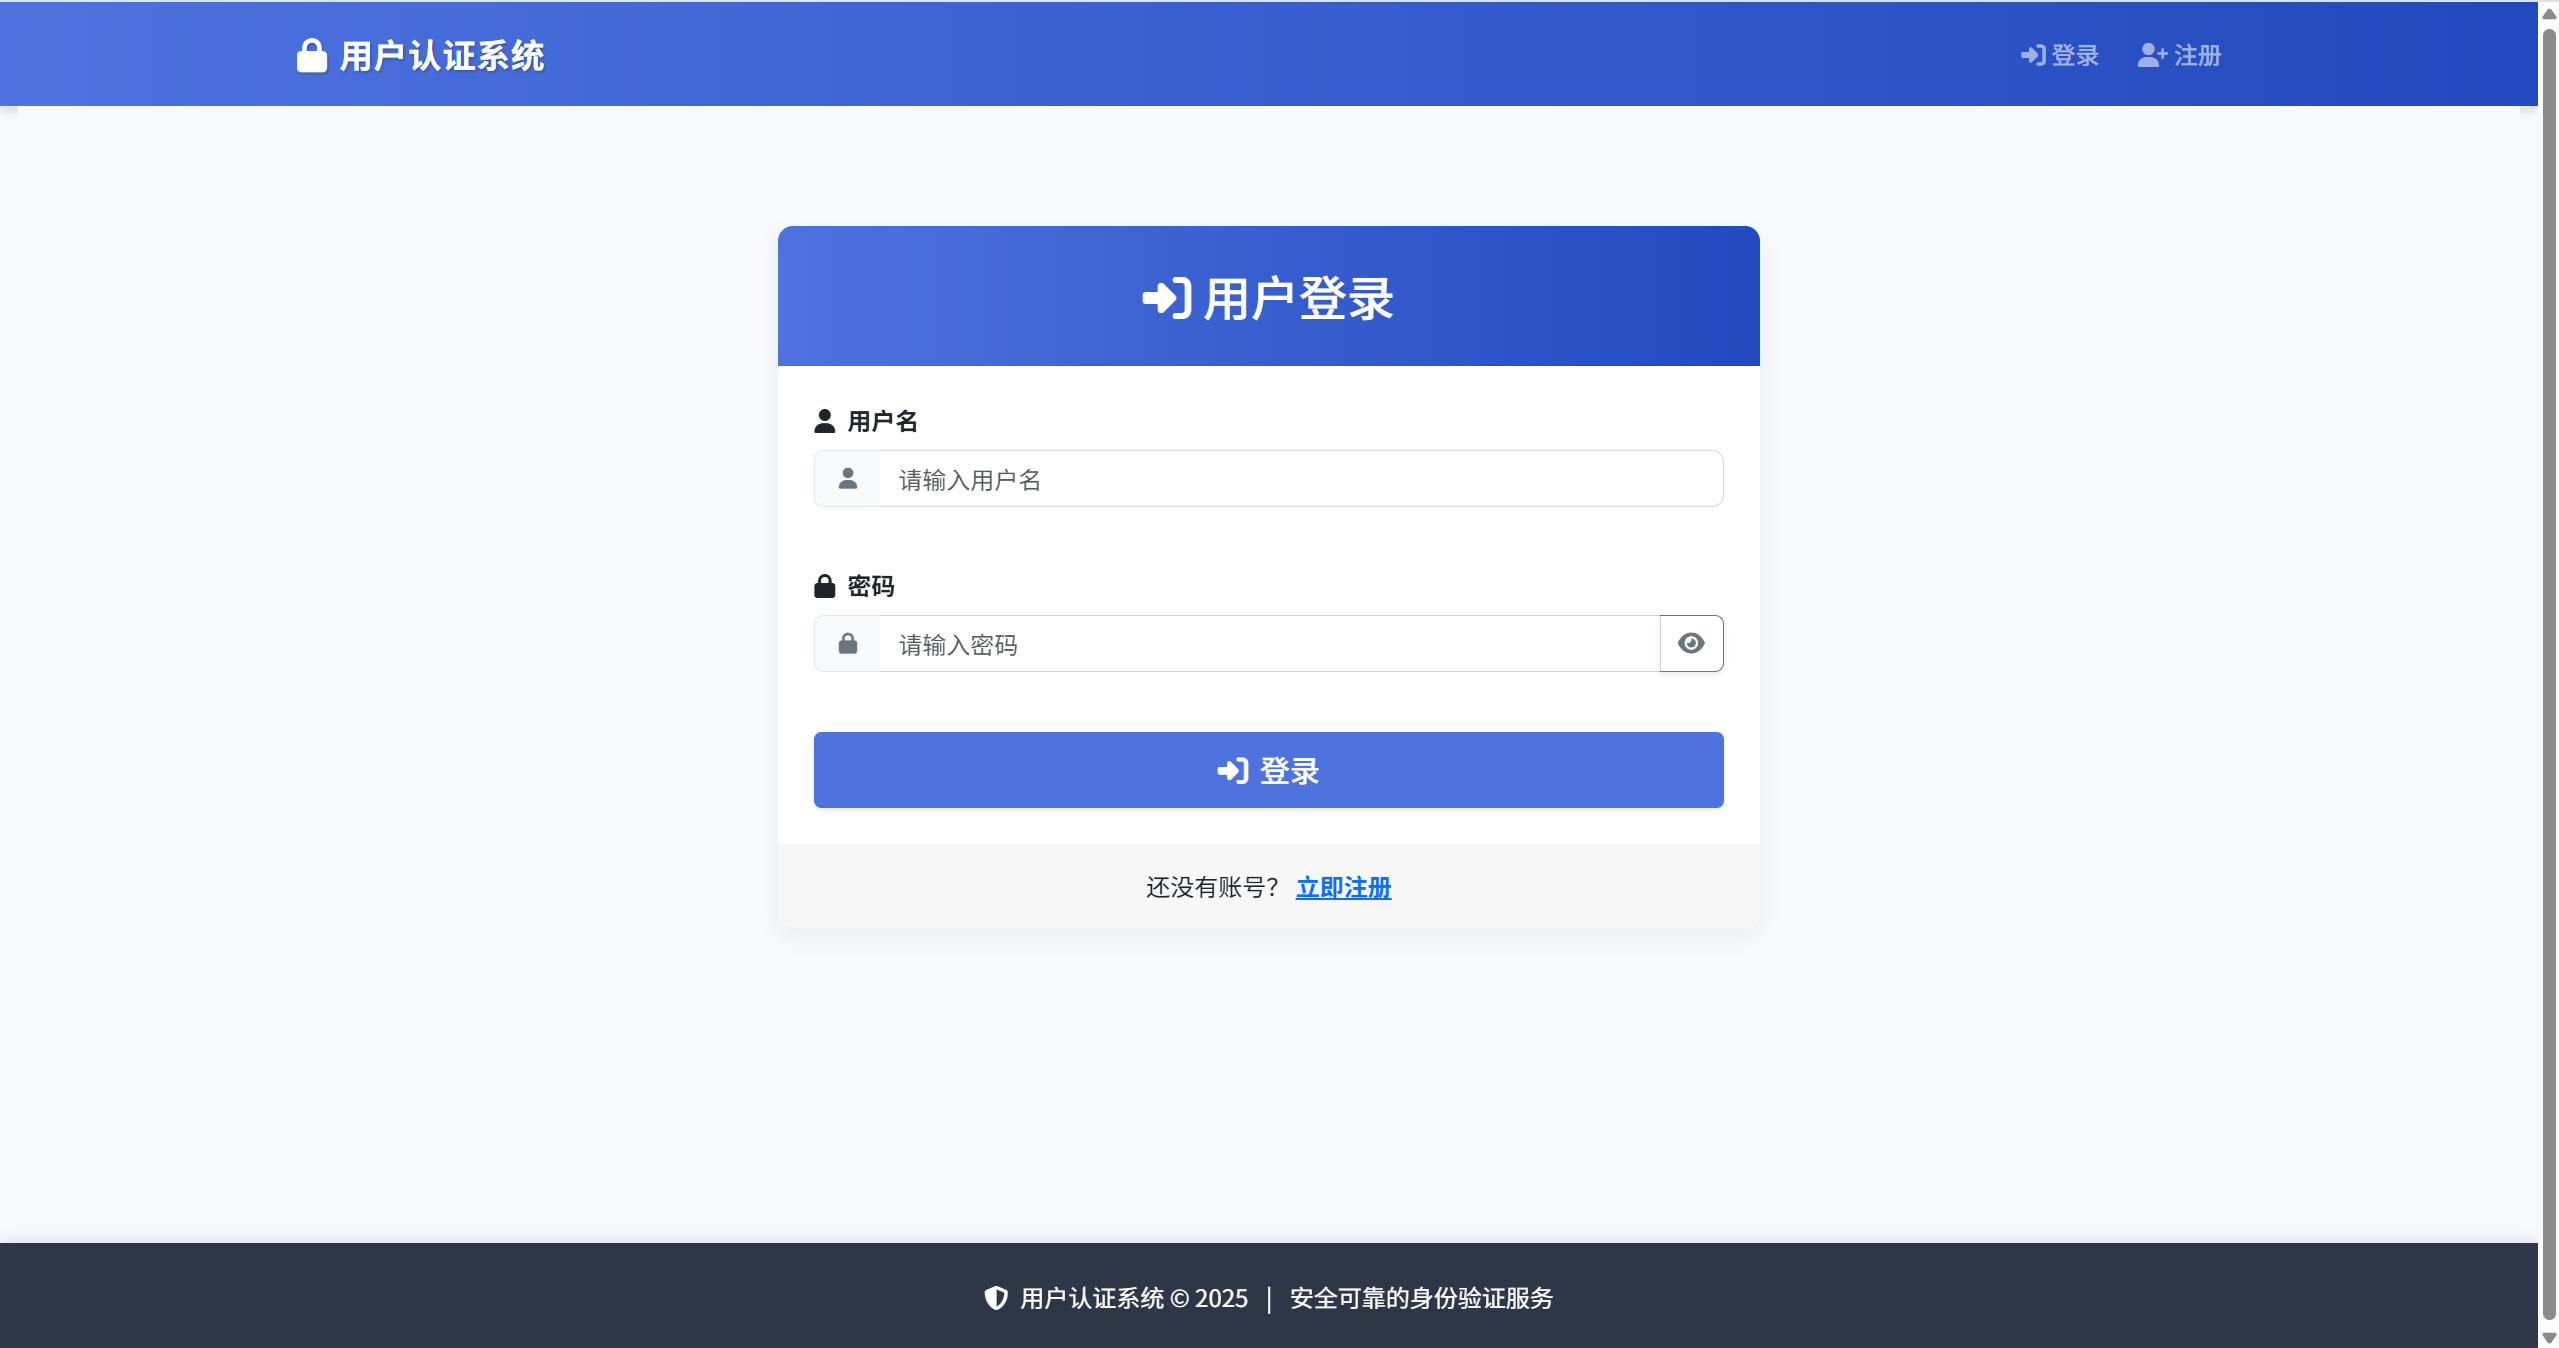 用户认证系统
登录
注册
用户登录
用户名
请输入用户名
密码
请输入密码
登录
还没有账号？ 立即注册
用户认证系统 © 2025 | 安全可靠的身份验证服务